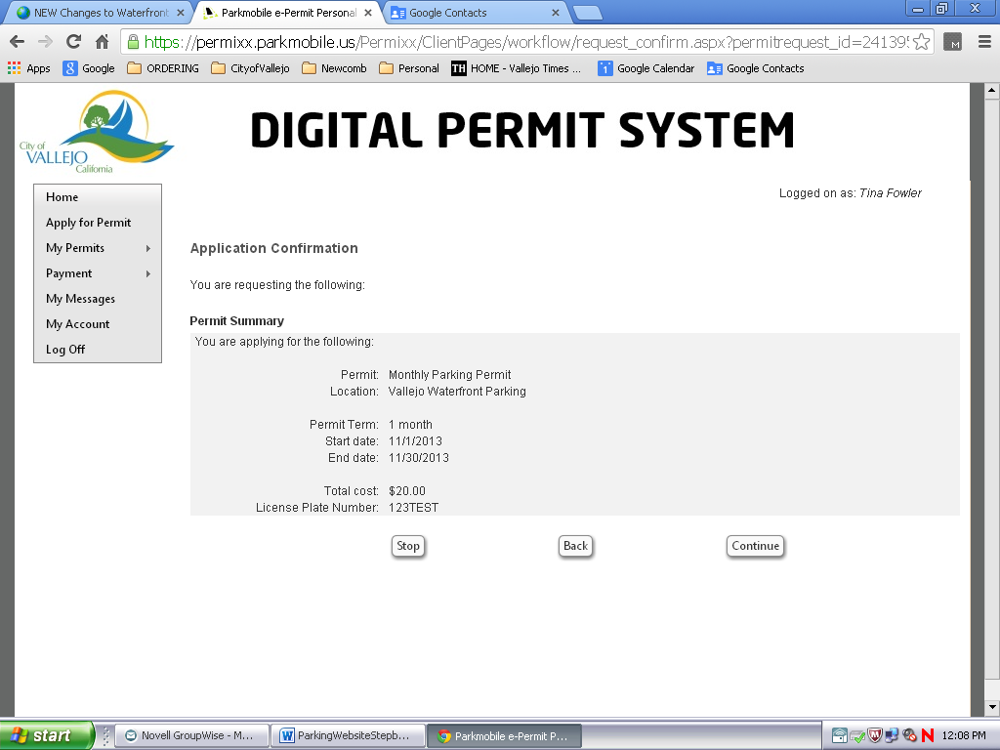 NEW Changes to Waterfront
Parkmobile e-Permit Personal
Google Contacts
https://permixx.parkmobile.us/Permixx/ClientPages/workflow/request_confirm.aspx?permitrequest_id=24139
M
Apps
Google
ORDERING
CityofVallejo
Newcomb
Personal
TH HOME - Vallejo Times ...
1 Google Calendar
Google Contacts
City of
VALLEJO
California
DIGITAL PERMIT SYSTEM
Logged on as: Tina Fowler
Home
Apply for Permit
My Permits
Payment
My Messages
My Account
Log Off
Application Confirmation
You are requesting the following:
Permit Summary
You are applying for the following:
Permit: Monthly Parking Permit
Location: Vallejo Waterfront Parking
Permit Term: 1 month
Start date: 11/1/2013
End date: 11/30/2013
Total cost: $20.00
License Plate Number: 123TEST
Stop
Back
Continue
start
Novell GroupWise - M...
ParkingWebsiteStepb...
Parkmobile e-Permit P...
N
12:08 PM